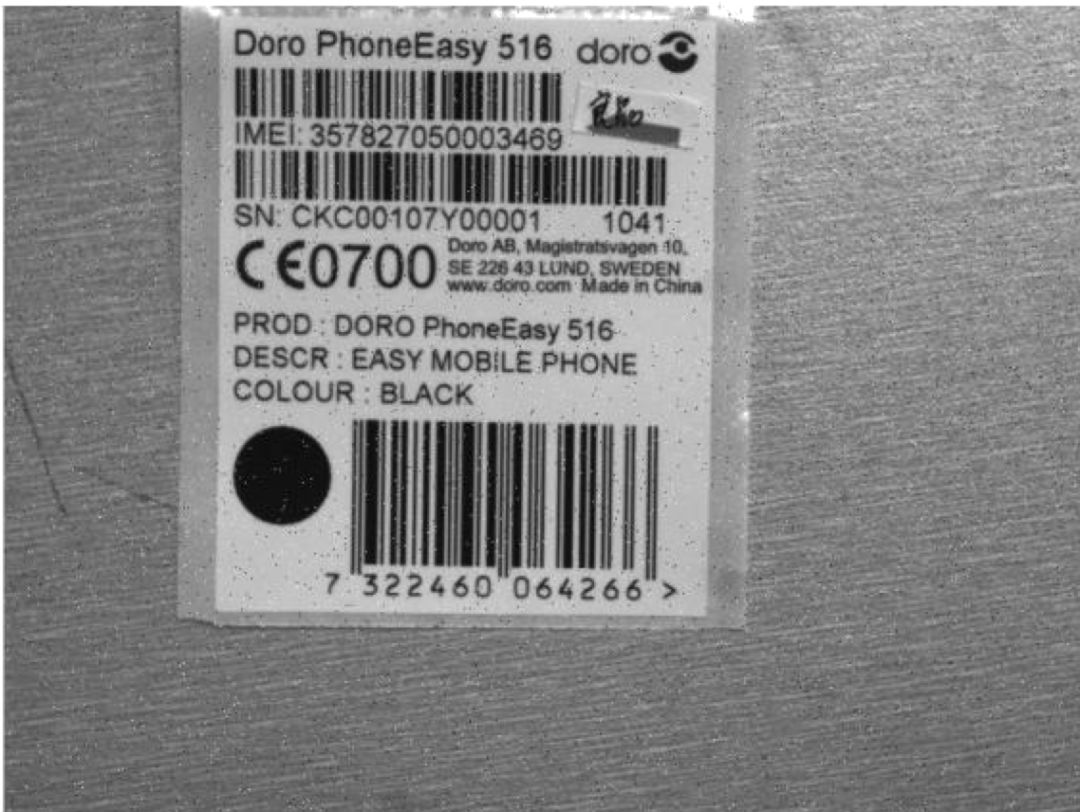 Doro PhoneEasy 516 doro
IMEI: 357827050003469
SN: CKC00107Y00001 1041
CE0700
Doro AB, Magistratsvagen 10,
SE 226 43 LUND, SWEDEN
www.doro.com Made in China
PROD : DORO PhoneEasy 516
DESCR : EASY MOBILE PHONE
COLOUR : BLACK
7 322460 064266 >